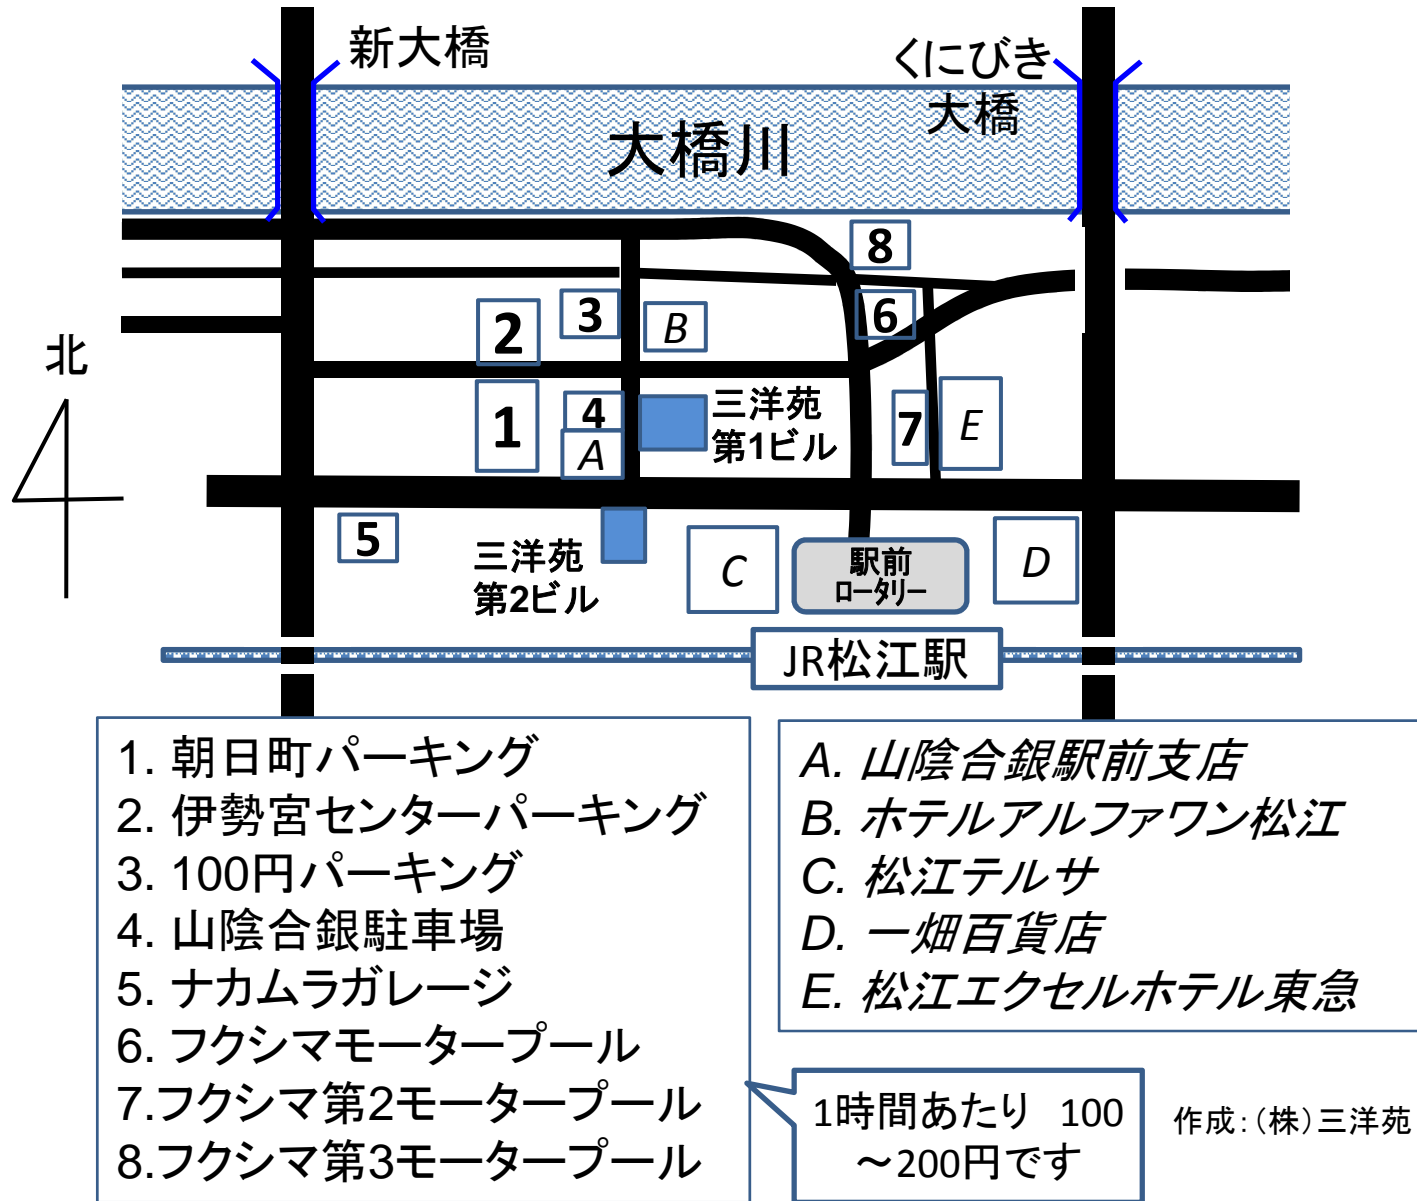 新大橋
くにびき
大橋
大橋川
8
3
6
2
B
北
三洋苑
第1ビル
1
4
7
E
A
5
三洋苑
第2ビル
C
駅前
ロータリー
D
JR松江駅
1. 朝日町パーキング
2. 伊勢宮センターパーキング
3. 100円パーキング
4. 山陰合銀駐車場
5. ナカムラガレージ
6. フクシマモータープール
7.フクシマ第2モータープール
8.フクシマ第3モータープール
A. 山陰合銀駅前支店
B. ホテルアルファワン松江
C. 松江テルサ
D. 一畑百貨店
E. 松江エクセルホテル東急
1時間あたり 100
～200円です
作成：（株）三洋苑